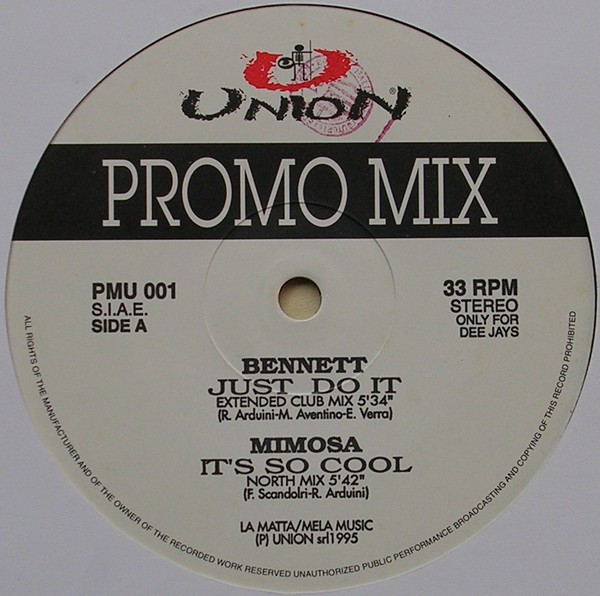 UNION
®
PROMO MIX
PMU 001
S.I.A.E.
SIDE A
33 RPM
STEREO
ONLY FOR
DEE JAYS
BENNETT
JUST DO IT
EXTENDED CLUB MIX 5'34"
(R. Arduini-M. Aventino-E. Verra)
MIMOSA
IT'S SO COOL
NORTH MIX 5'42"
(F. Scandolri-R. Arduini)
LA MATTA/MELA MUSIC
(P) UNION srl1995
ALL RIGHTS OF THE MANUFACTURER AND OF THE OWNER OF THE RECORDED WORK RESERVED UNAUTHORIZED PUBLIC PERFORMANCE BROADCASTING AND COPYING OF THIS RECORD PROHIBITED